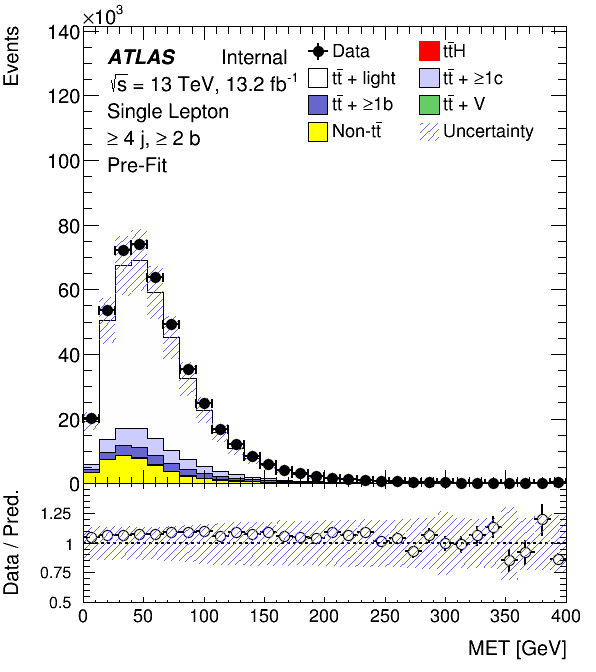 ×10³
Events
140
120
100
80
60
40
20
0
ATLAS Internal
√s = 13 TeV, 13.2 fb⁻¹
Single Lepton
≥ 4 j, ≥ 2 b
Pre-Fit
Data
tt̄H
tt̄ + light
tt̄ + ≥1c
tt̄ + ≥1b
tt̄ + V
Non-tt̄
Uncertainty
Data / Pred.
1.25
1
0.75
0.5
0 50 100 150 200 250 300 350 400
MET [GeV]